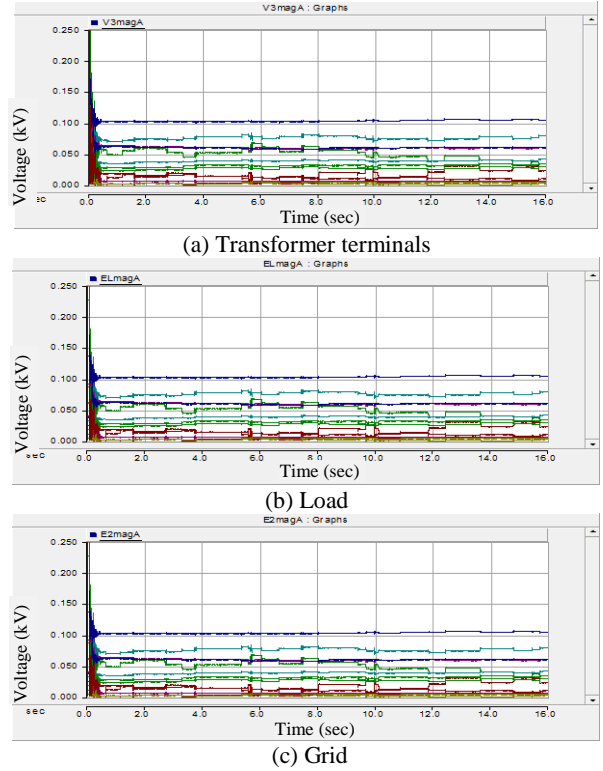 V3magA : Graphs
V3magA
Voltage (kV)
0.250
0.200
0.150
0.100
0.050
0.000
sec 0.0 2.0 4.0 6.0 8.0 10.0 12.0 14.0 16.0
Time (sec)
(a) Transformer terminals
ELmagA : Graphs
ELmagA
Voltage (kV)
0.250
0.200
0.150
0.100
0.050
0.000
sec 0.0 2.0 4.0 6.0 8.0 10.0 12.0 14.0 16.0
Time (sec)
(b) Load
E2magA : Graphs
E2magA
Voltage (kV)
0.250
0.200
0.150
0.100
0.050
0.000
sec 0.0 2.0 4.0 6.0 8.0 10.0 12.0 14.0 16.0
Time (sec)
(c) Grid